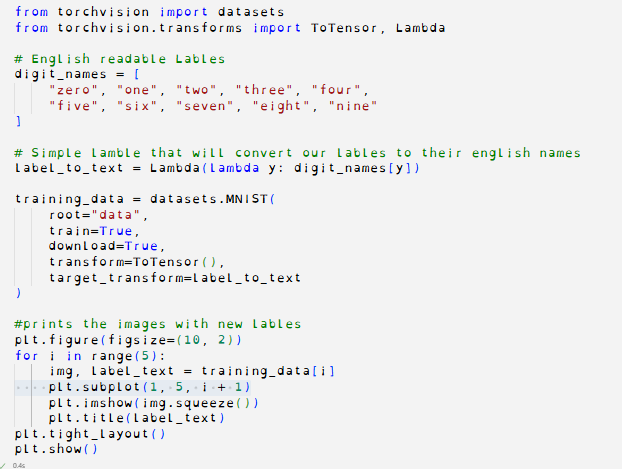 from torchvision import datasets
from torchvision.transforms import ToTensor, Lambda
# English readable Lables
digit_names = [
"zero", "one", "two", "three", "four",
"five", "six", "seven", "eight", "nine"
]
# Simple lamble that will convert our lables to their english names
label_to_text = Lambda(lambda y: digit_names[y])
training_data = datasets.MNIST(
root="data",
train=True,
download=True,
transform=ToTensor(),
target_transform=label_to_text
)
#prints the images with new lables
plt.figure(figsize=(10, 2))
for i in range(5):
img, label_text = training_data[i]
plt.subplot(1, 5, i + 1)
plt.imshow(img.squeeze())
plt.title(label_text)
plt.tight_layout()
plt.show()
0.4s